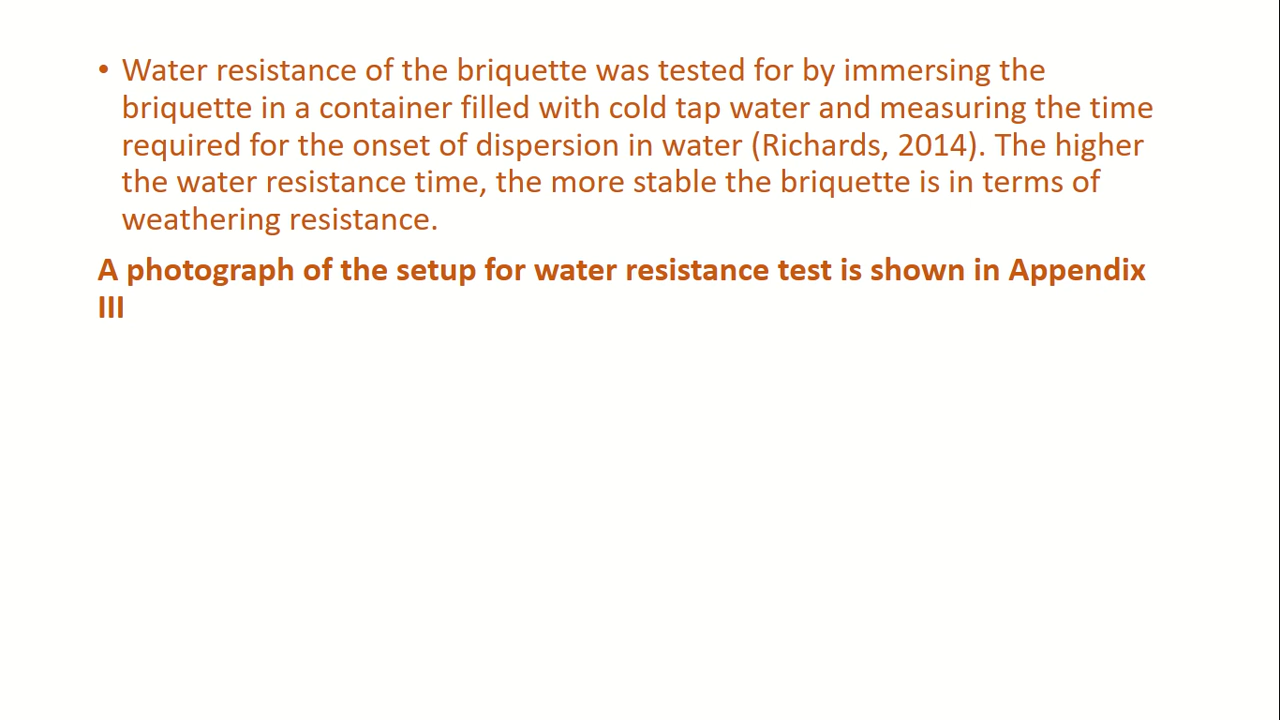 • Water resistance of the briquette was tested for by immersing the
briquette in a container filled with cold tap water and measuring the time
required for the onset of dispersion in water (Richards, 2014). The higher
the water resistance time, the more stable the briquette is in terms of
weathering resistance.
A photograph of the setup for water resistance test is shown in Appendix
III